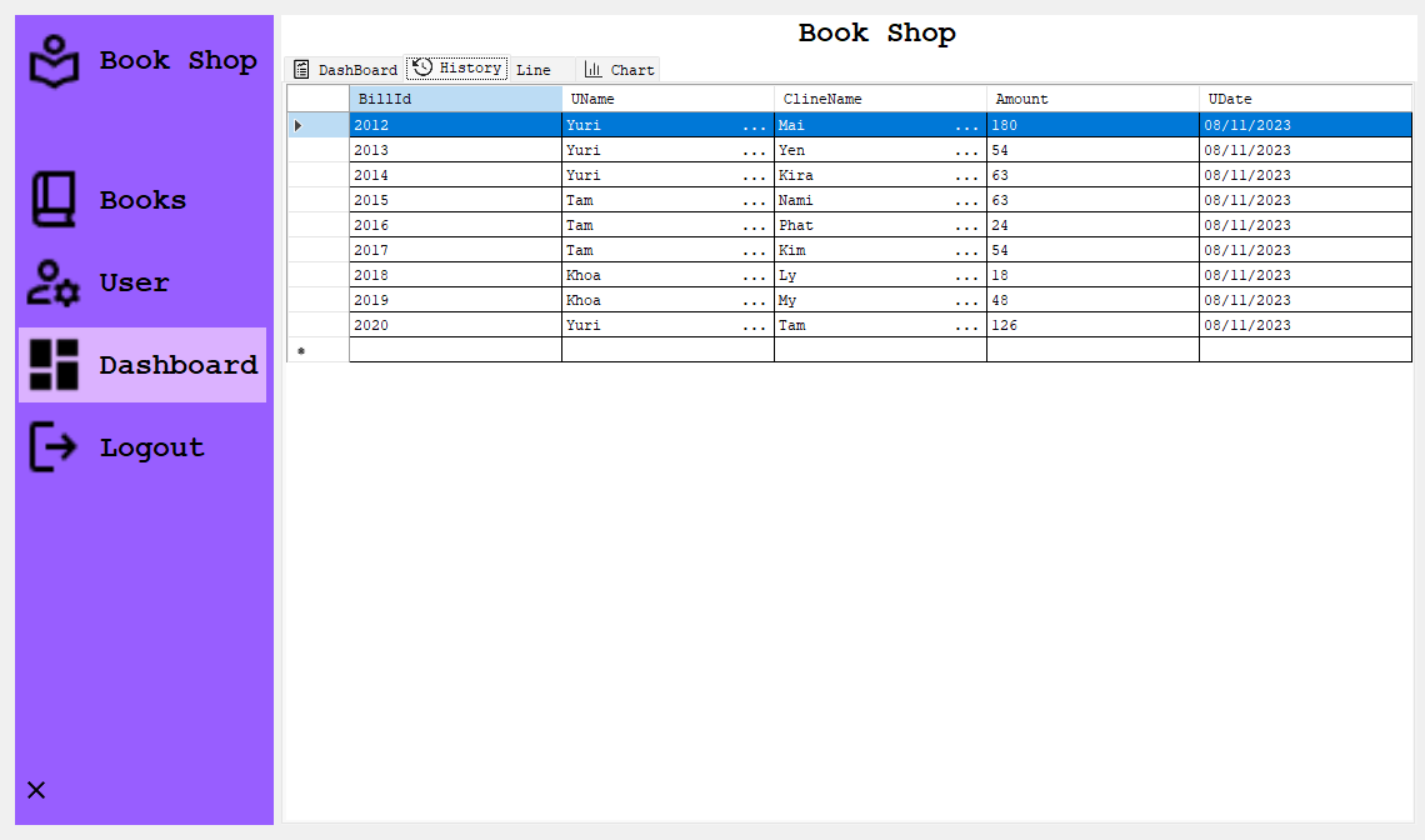 Book Shop
Books
User
Dashboard
Logout
Book Shop
DashBoard History Line Chart
BillId UName ClineName Amount UDate
2012 Yuri ... Mai ... 180 08/11/2023
2013 Yuri ... Yen ... 54 08/11/2023
2014 Yuri ... Kira ... 63 08/11/2023
2015 Tam ... Nami ... 63 08/11/2023
2016 Tam ... Phat ... 24 08/11/2023
2017 Tam ... Kim ... 54 08/11/2023
2018 Khoa ... Ly ... 18 08/11/2023
2019 Khoa ... My ... 48 08/11/2023
2020 Yuri ... Tam ... 126 08/11/2023